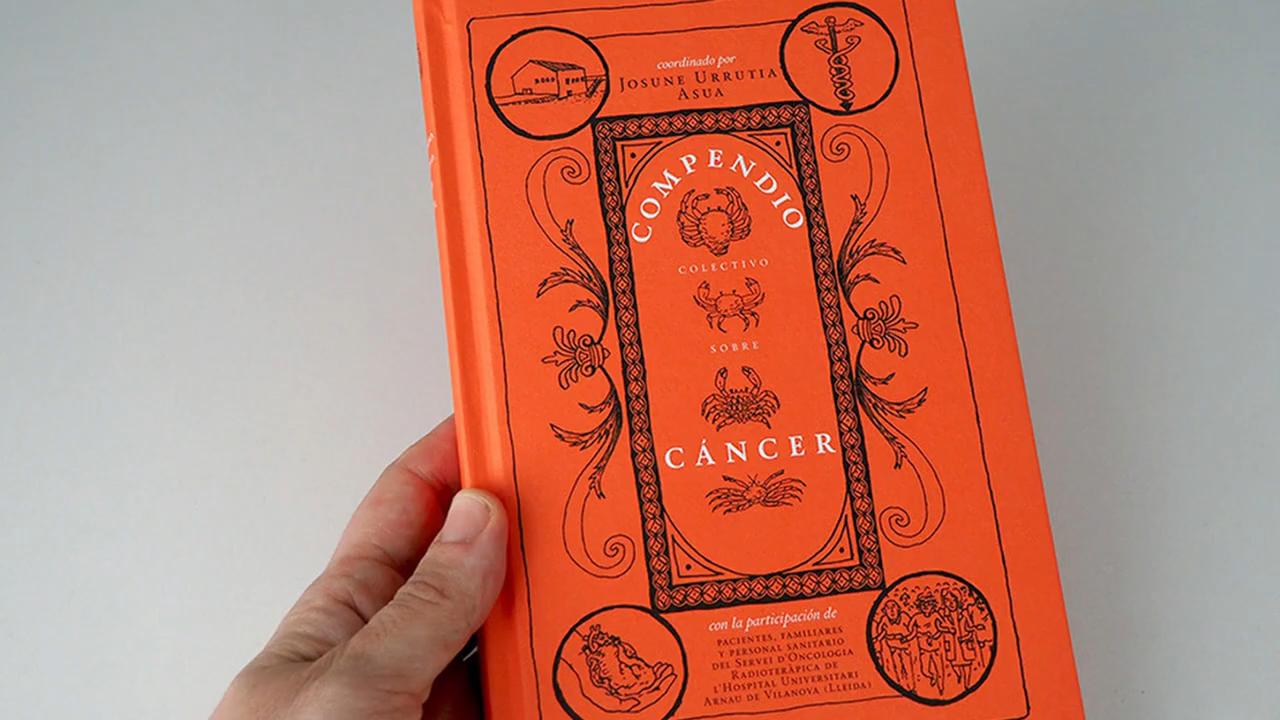 coordinado por
JOSUNE URRUTIA
ASUA
COMPENDIO
COLECTIVO
SOBRE
CÁNCER
con la participación de
PACIENTES, FAMILIARES
Y PERSONAL SANITARIO
DEL SERVEI D'ONCOLOGIA
RADIOTERÀPICA DE
L'HOSPITAL UNIVERSITARI
ARNAU DE VILANOVA (LLEIDA)